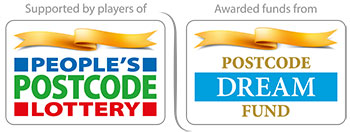 Supported by players of
PEOPLE'S
POSTCODE
LOTTERY
Awarded funds from
POSTCODE
DREAM
FUND